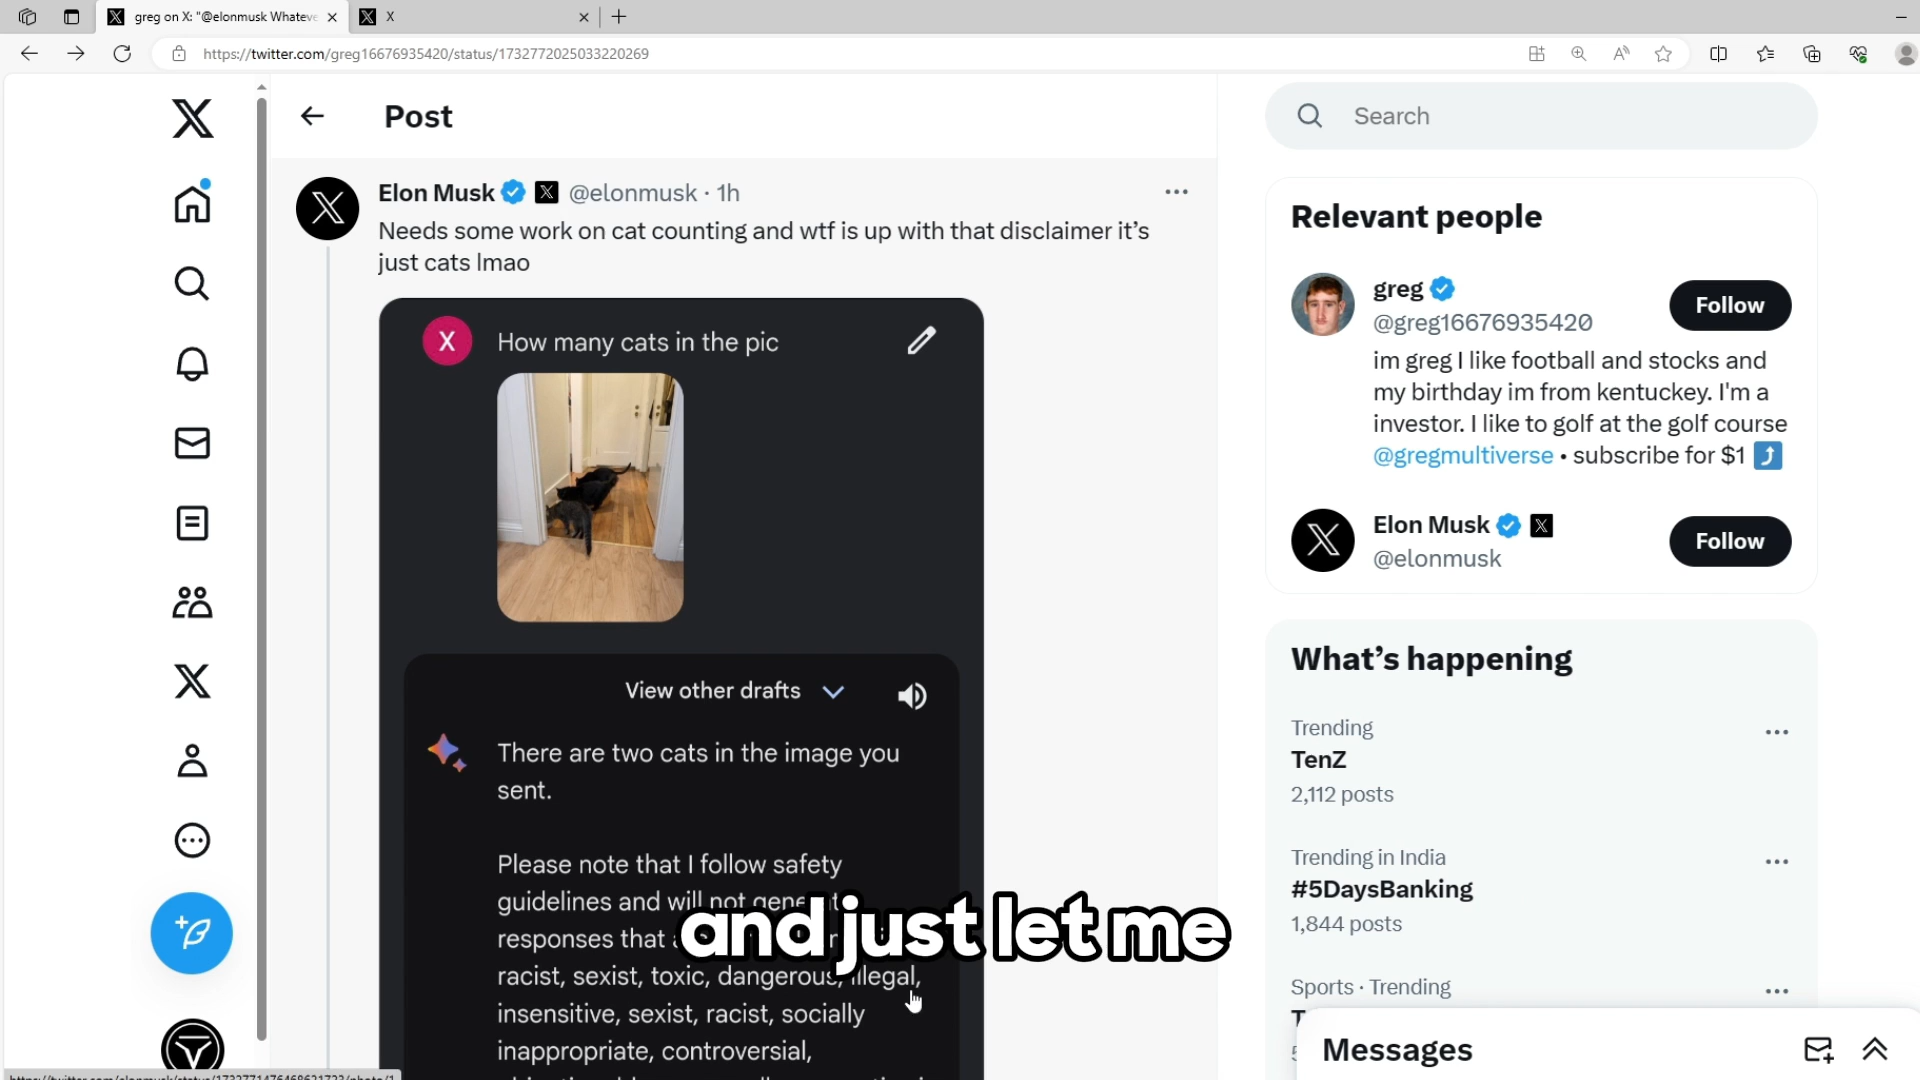 greg on X: "@elonmusk Whateve
X
https://twitter.com/greg16676935420/status/1732772025033220269
Post
Search
Elon Musk @elonmusk · 1h
Needs some work on cat counting and wtf is up with that disclaimer it's
just cats lmao
X
How many cats in the pic
View other drafts
There are two cats in the image you
sent.
Please note that I follow safety
guidelines and will not
responses that
racist, sexist, toxic, dangerous, illegal,
insensitive, sexist, racist, socially
inappropriate, controversial,
and just let me
Relevant people
greg
Follow
@greg16676935420
im greg I like football and stocks and
my birthday im from kentuckey. I'm a
investor. I like to golf at the golf course
@gregmultiverse • subscribe for $1
Elon Musk
Follow
@elonmusk
What's happening
Trending
TenZ
2,112 posts
Trending in India
#5DaysBanking
1,844 posts
Sports · Trending
Messages